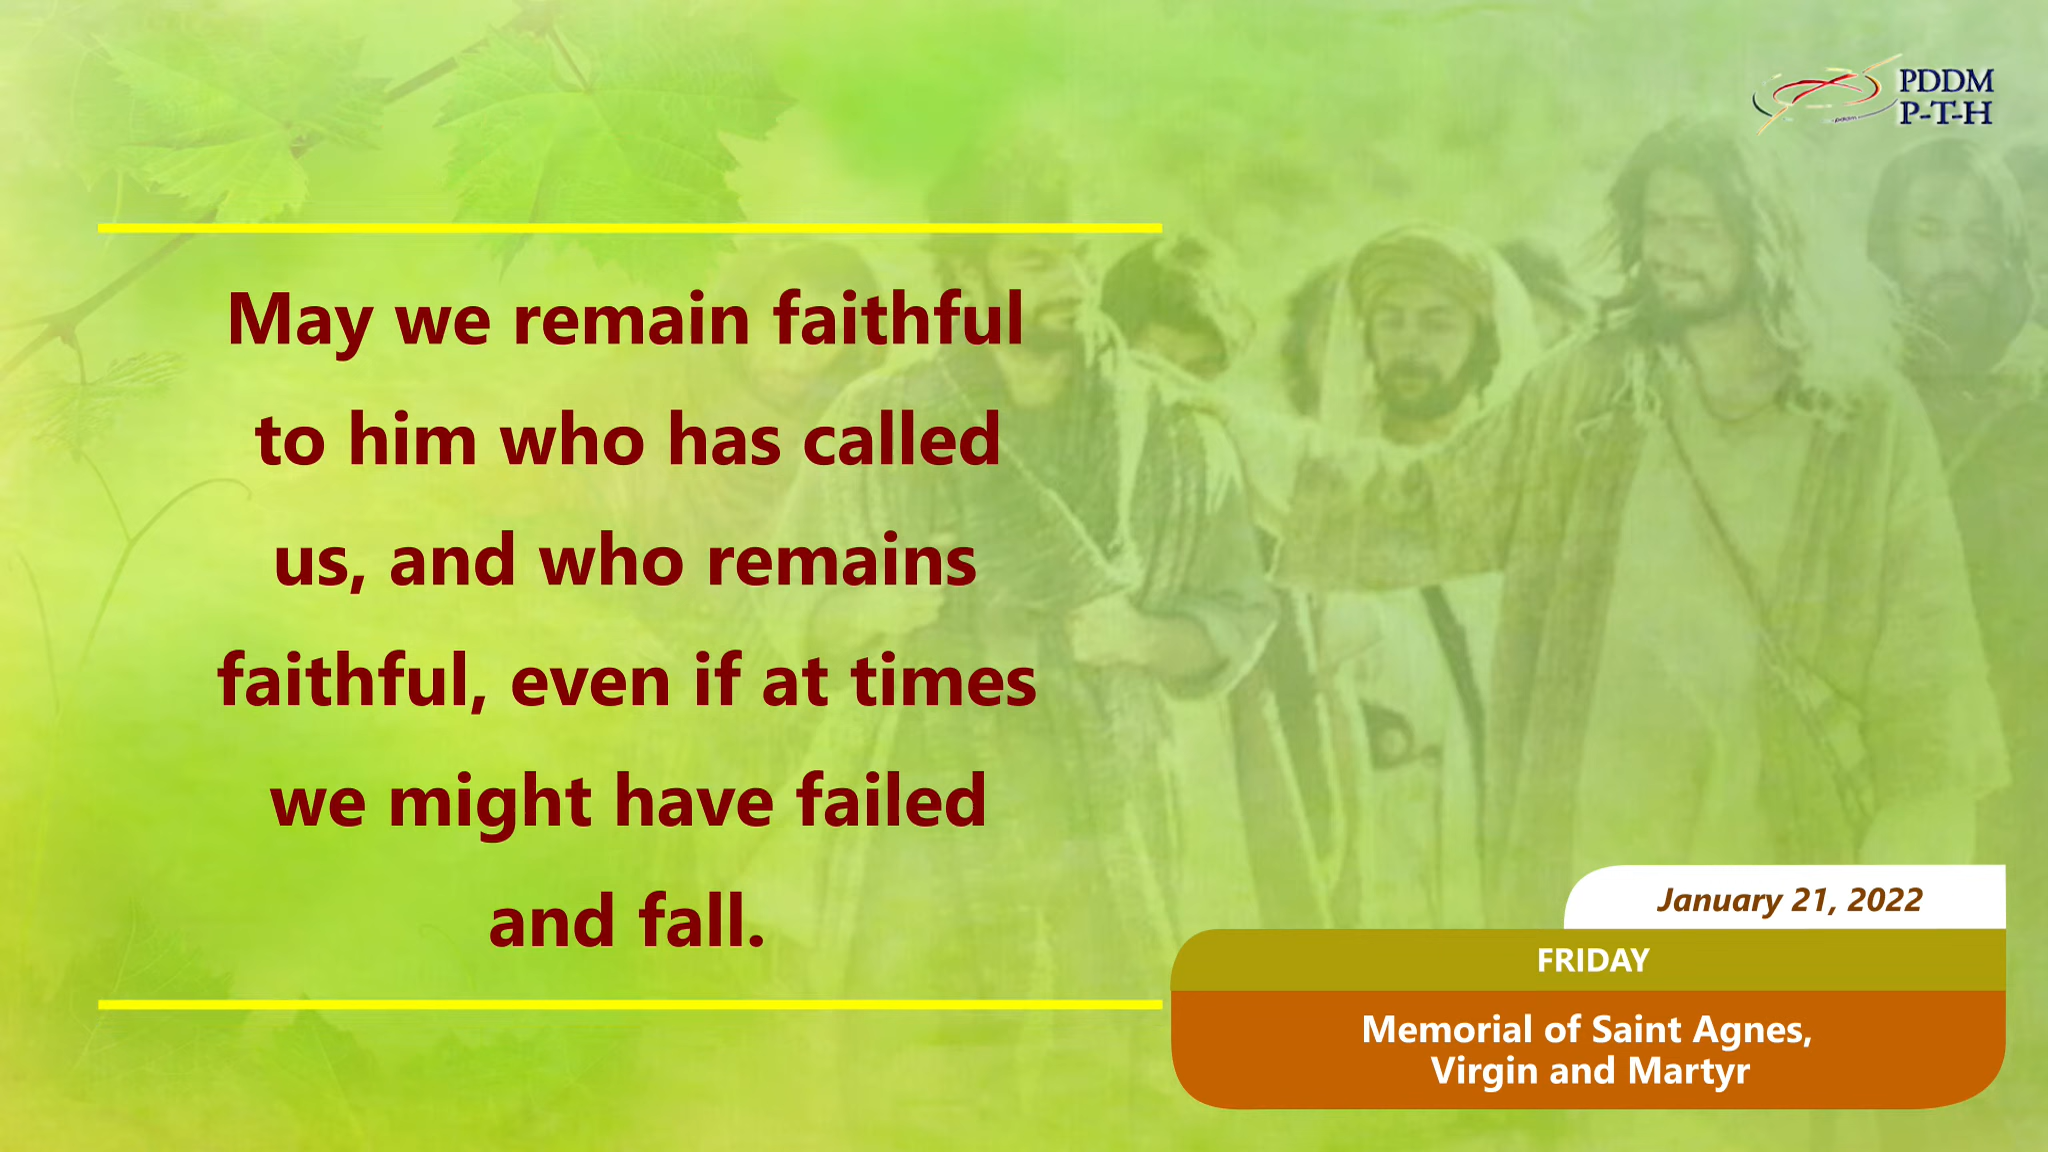 PDDM
P-T-H
May we remain faithful
to him who has called
us, and who remains
faithful, even if at times
we might have failed
and fall.
January 21, 2022
FRIDAY
Memorial of Saint Agnes,
Virgin and Martyr